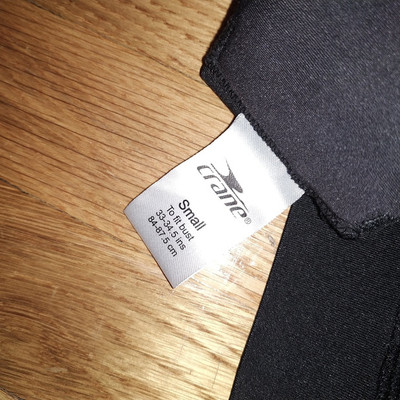 crane®
Small
To fit bust
33-34.5 ins
84-87.5 cm